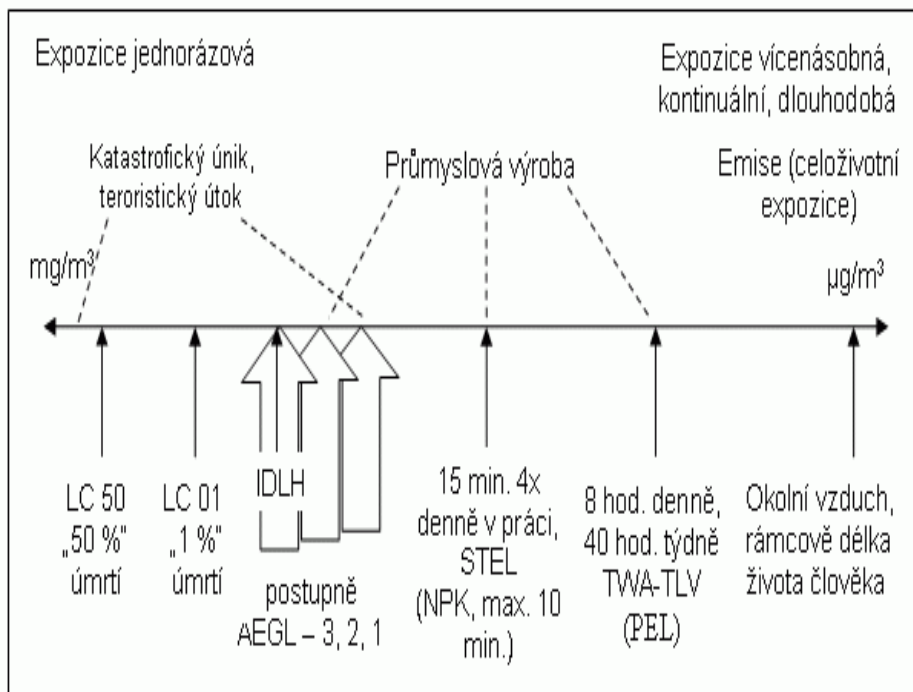 Expozice jednorázová
Expozice vícenásobná,
kontinuální, dlouhodobá
Katastrofický únik,
teroristický útok
Průmyslová výroba
Emise (celoživotní
expozice)
mg/m³
µg/m³
LC 50
„50 %"
úmrtí
LC 01
„1 %"
úmrtí
IDLH
postupně
AEGL – 3, 2, 1
15 min. 4x
denně v práci,
STEL
(NPK, max. 10
min.)
8 hod. denně,
40 hod. týdně
TWA-TLV
(PEL)
Okolní vzduch,
rámcově délka
života člověka